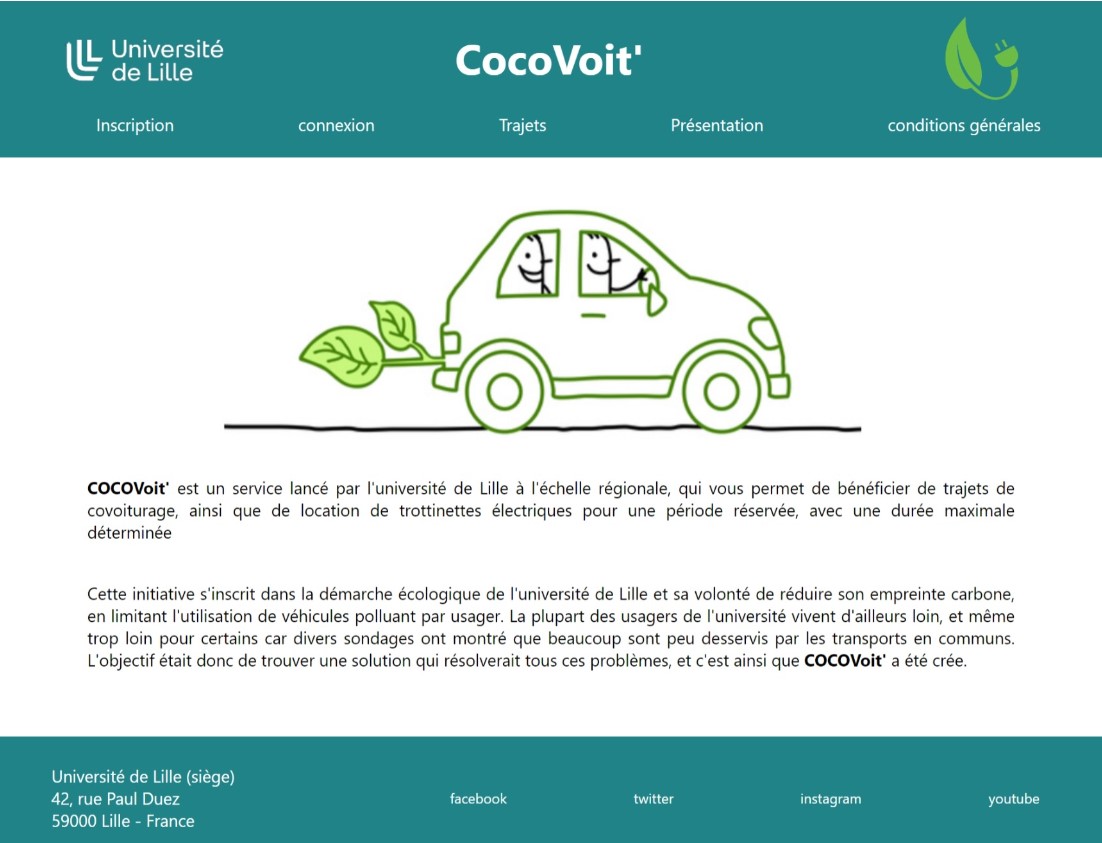 Université
de Lille
CocoVoit'
Inscription
connexion
Trajets
Présentation
conditions générales
COCOVoit' est un service lancé par l'université de Lille à l'échelle régionale, qui vous permet de bénéficier de trajets de
covoiturage, ainsi que de location de trottinettes électriques pour une période réservée, avec une durée maximale
déterminée
Cette initiative s'inscrit dans la démarche écologique de l'université de Lille et sa volonté de réduire son empreinte carbone,
en limitant l'utilisation de véhicules polluant par usager. La plupart des usagers de l'université vivent d'ailleurs loin, et même
trop loin pour certains car divers sondages ont montré que beaucoup sont peu desservis par les transports en communs.
L'objectif était donc de trouver une solution qui résolverait tous ces problèmes, et c'est ainsi que COCOVoit' a été crée.
Université de Lille (siège)
42, rue Paul Duez
59000 Lille - France
facebook
twitter
instagram
youtube